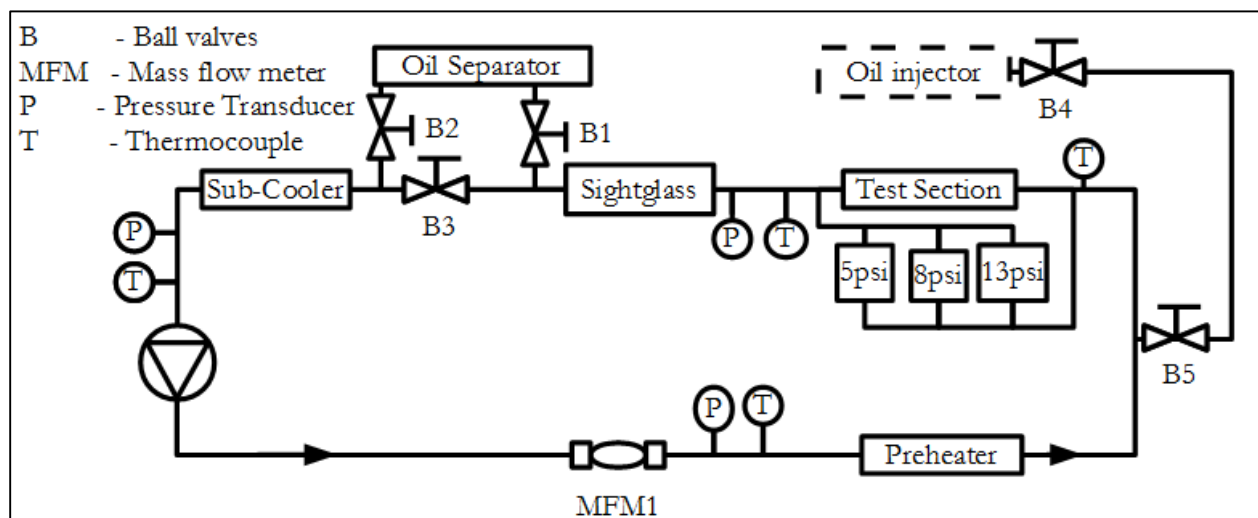 B - Ball valves
MFM - Mass flow meter
P - Pressure Transducer
T - Thermocouple
Oil Separator
Oil injector
B4
B2
B1
T
Sub-Cooler
Sightglass
Test Section
B3
P
P
T
T
5psi
8psi
13psi
B5
P
T
Preheater
MFM1